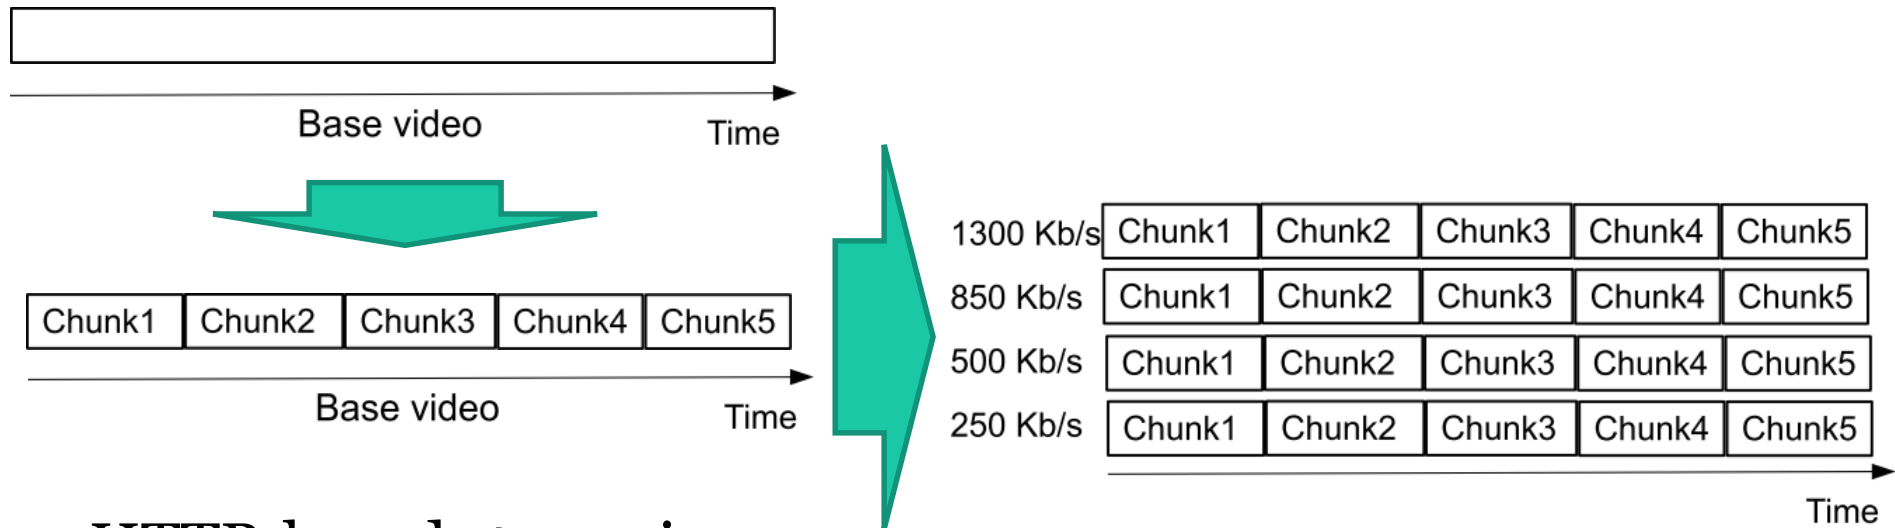 Base video
Time
Chunk1 Chunk2 Chunk3 Chunk4 Chunk5
Base video
Time
1300 Kb/s Chunk1 Chunk2 Chunk3 Chunk4 Chunk5
850 Kb/s Chunk1 Chunk2 Chunk3 Chunk4 Chunk5
500 Kb/s Chunk1 Chunk2 Chunk3 Chunk4 Chunk5
250 Kb/s Chunk1 Chunk2 Chunk3 Chunk4 Chunk5
Time